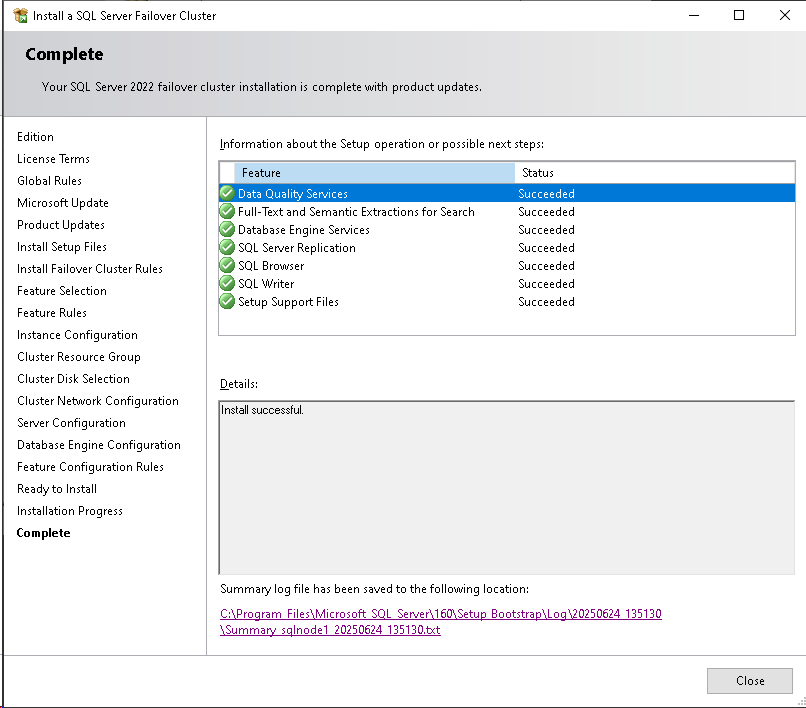 Install a SQL Server Failover Cluster
Complete
Your SQL Server 2022 failover cluster installation is complete with product updates.
Edition
License Terms
Global Rules
Microsoft Update
Product Updates
Install Setup Files
Install Failover Cluster Rules
Feature Selection
Feature Rules
Instance Configuration
Cluster Resource Group
Cluster Disk Selection
Cluster Network Configuration
Server Configuration
Database Engine Configuration
Feature Configuration Rules
Ready to Install
Installation Progress
Complete
Information about the Setup operation or possible next steps:
Feature Status
Data Quality Services Succeeded
Full-Text and Semantic Extractions for Search Succeeded
Database Engine Services Succeeded
SQL Server Replication Succeeded
SQL Browser Succeeded
SQL Writer Succeeded
Setup Support Files Succeeded
Details:
Install successful.
Summary log file has been saved to the following location:
C:\Program Files\Microsoft SQL Server\160\Setup Bootstrap\Log\20250624_135130
\Summary_sqlnode1_20250624_135130.txt
Close